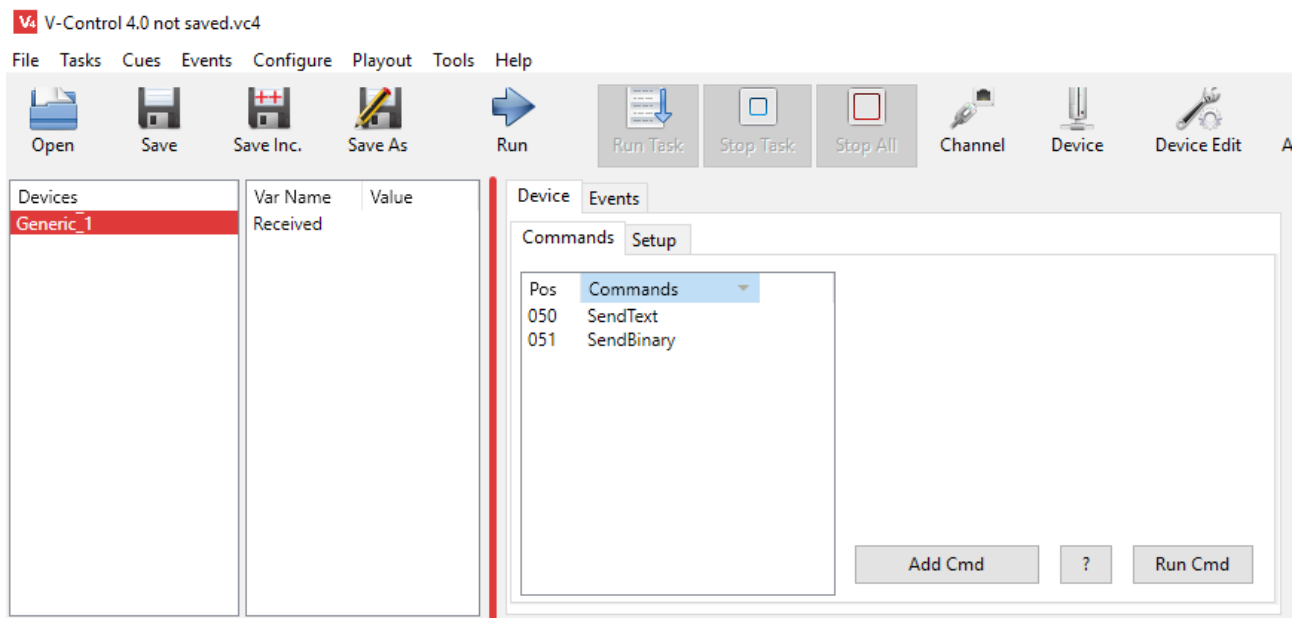 V4 V-Control 4.0 not saved.vc4
File Tasks Cues Events Configure Playout Tools Help
Open Save Save Inc. Save As Run Run Task Stop Task Stop All Channel Device Device Edit A
Devices Var Name Value Device Events
Generic_1 Received
Commands Setup
Pos Commands
050 SendText
051 SendBinary
Add Cmd ? Run Cmd